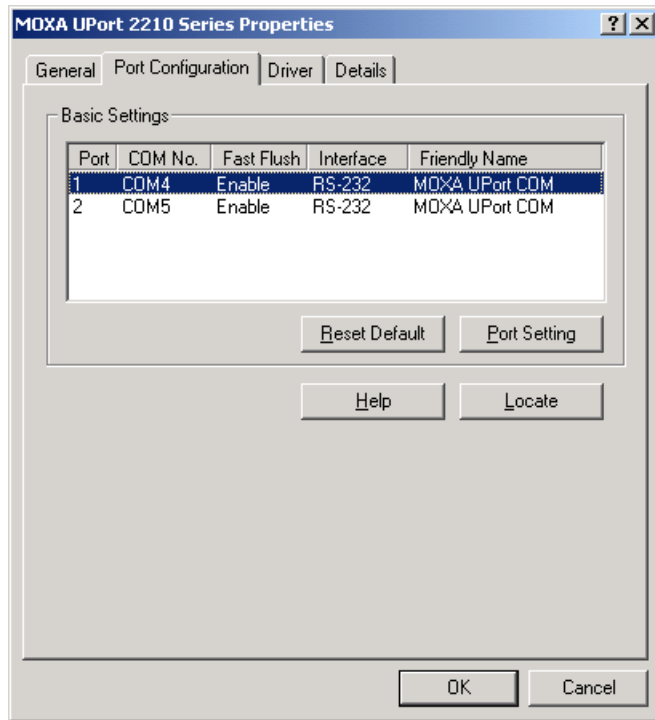 MOXA UPort 2210 Series Properties
General Port Configuration Driver Details
Basic Settings
Port COM No. Fast Flush Interface Friendly Name
1 COM4 Enable RS-232 MOXA UPort COM
2 COM5 Enable RS-232 MOXA UPort COM
Reset Default Port Setting
Help Locate
OK Cancel